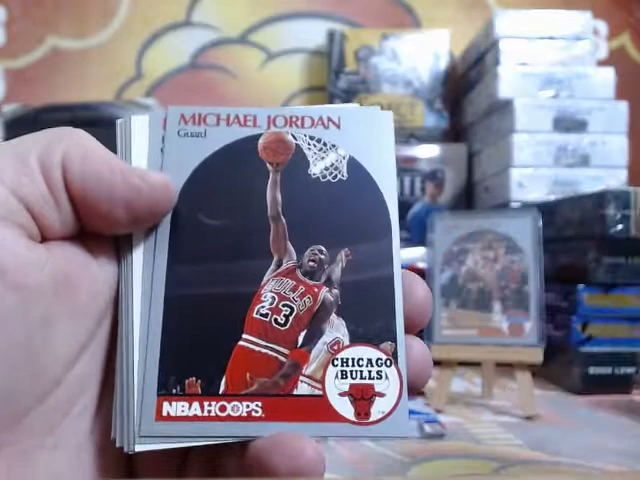 MICHAEL JORDAN
Guard
BULLS
23
CHICAGO
BULLS
NBA HOOPS